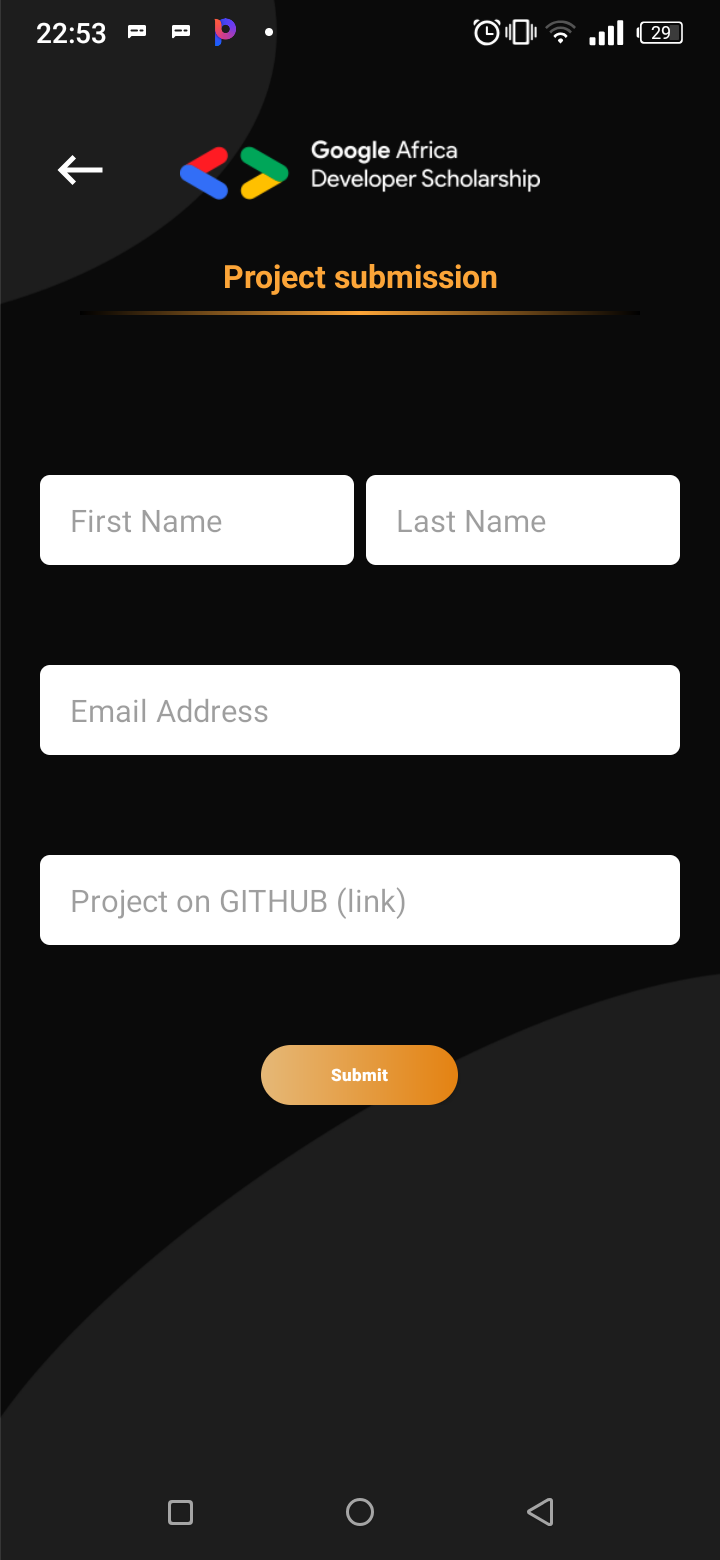 22:53
29
Google Africa
Developer Scholarship
Project submission
First Name
Last Name
Email Address
Project on GITHUB (link)
Submit